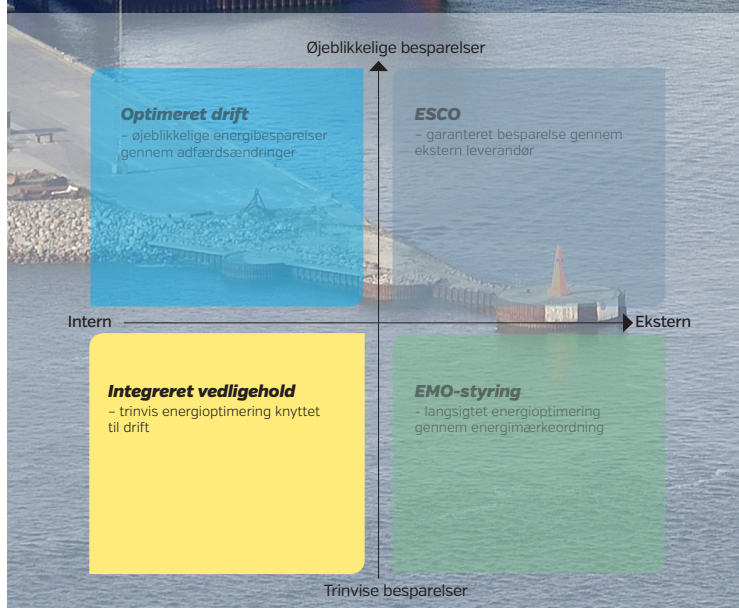 Øjeblikkelige besparelser
Optimeret drift
– øjeblikkelige energibesparelser
gennem adfærdsændringer
ESCO
– garanteret besparelse gennem
ekstern leverandør
Intern
Ekstern
Integreret vedligehold
– trinvis energioptimering knyttet
til drift
EMO-styring
- langsigtet energioptimering
gennem energimærkeordning
Trinvise besparelser